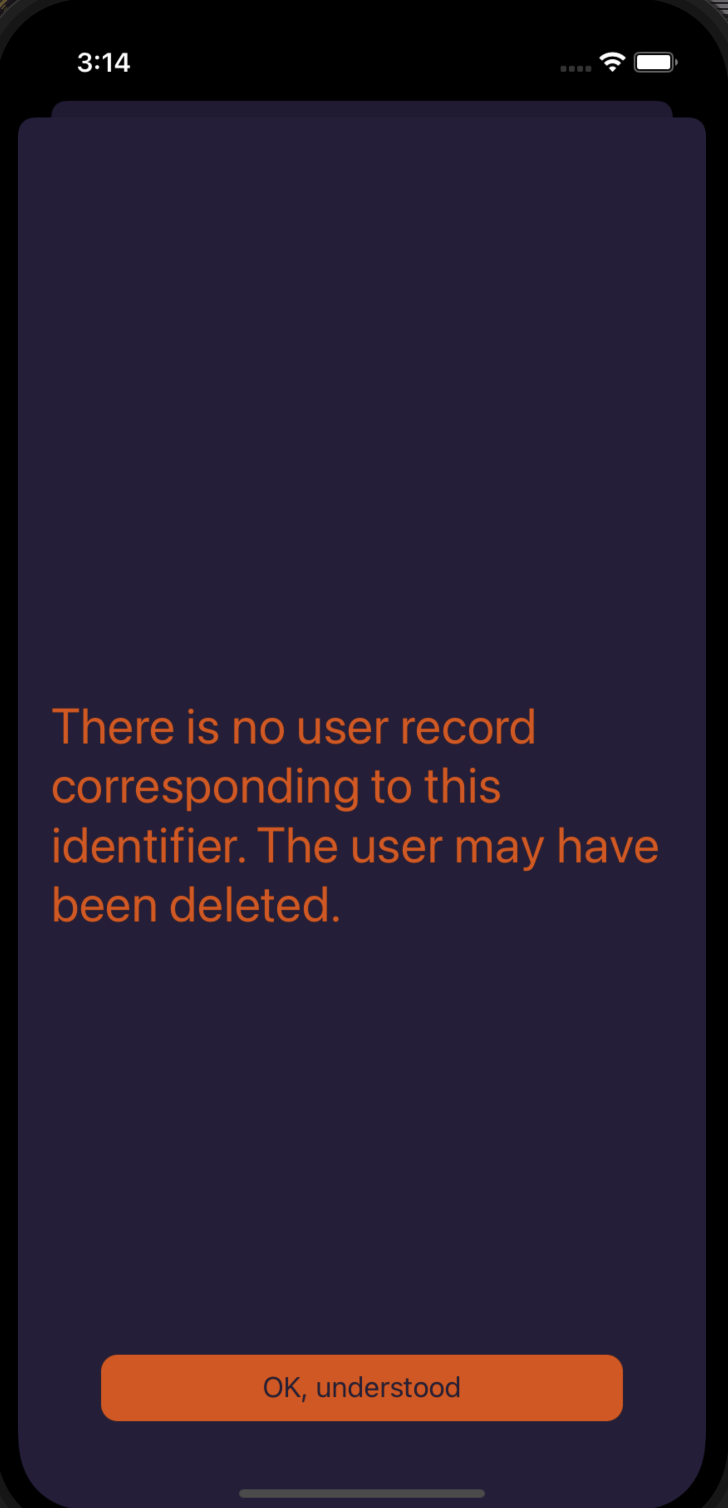 3:14
There is no user record
corresponding to this
identifier. The user may have
been deleted.
OK, understood